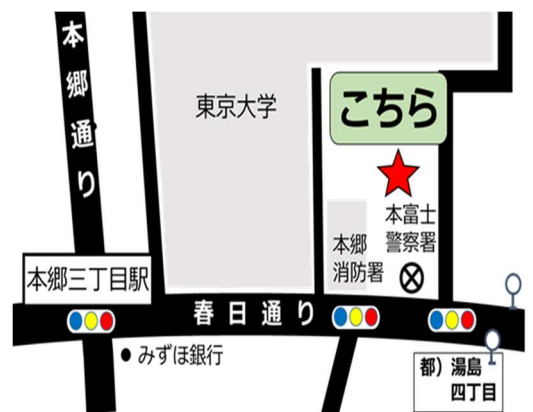 本郷通り
東京大学
こちら
本富士
警察署
本郷
消防署
本郷三丁目駅
春日通り
みずほ銀行
都）湯島
四丁目